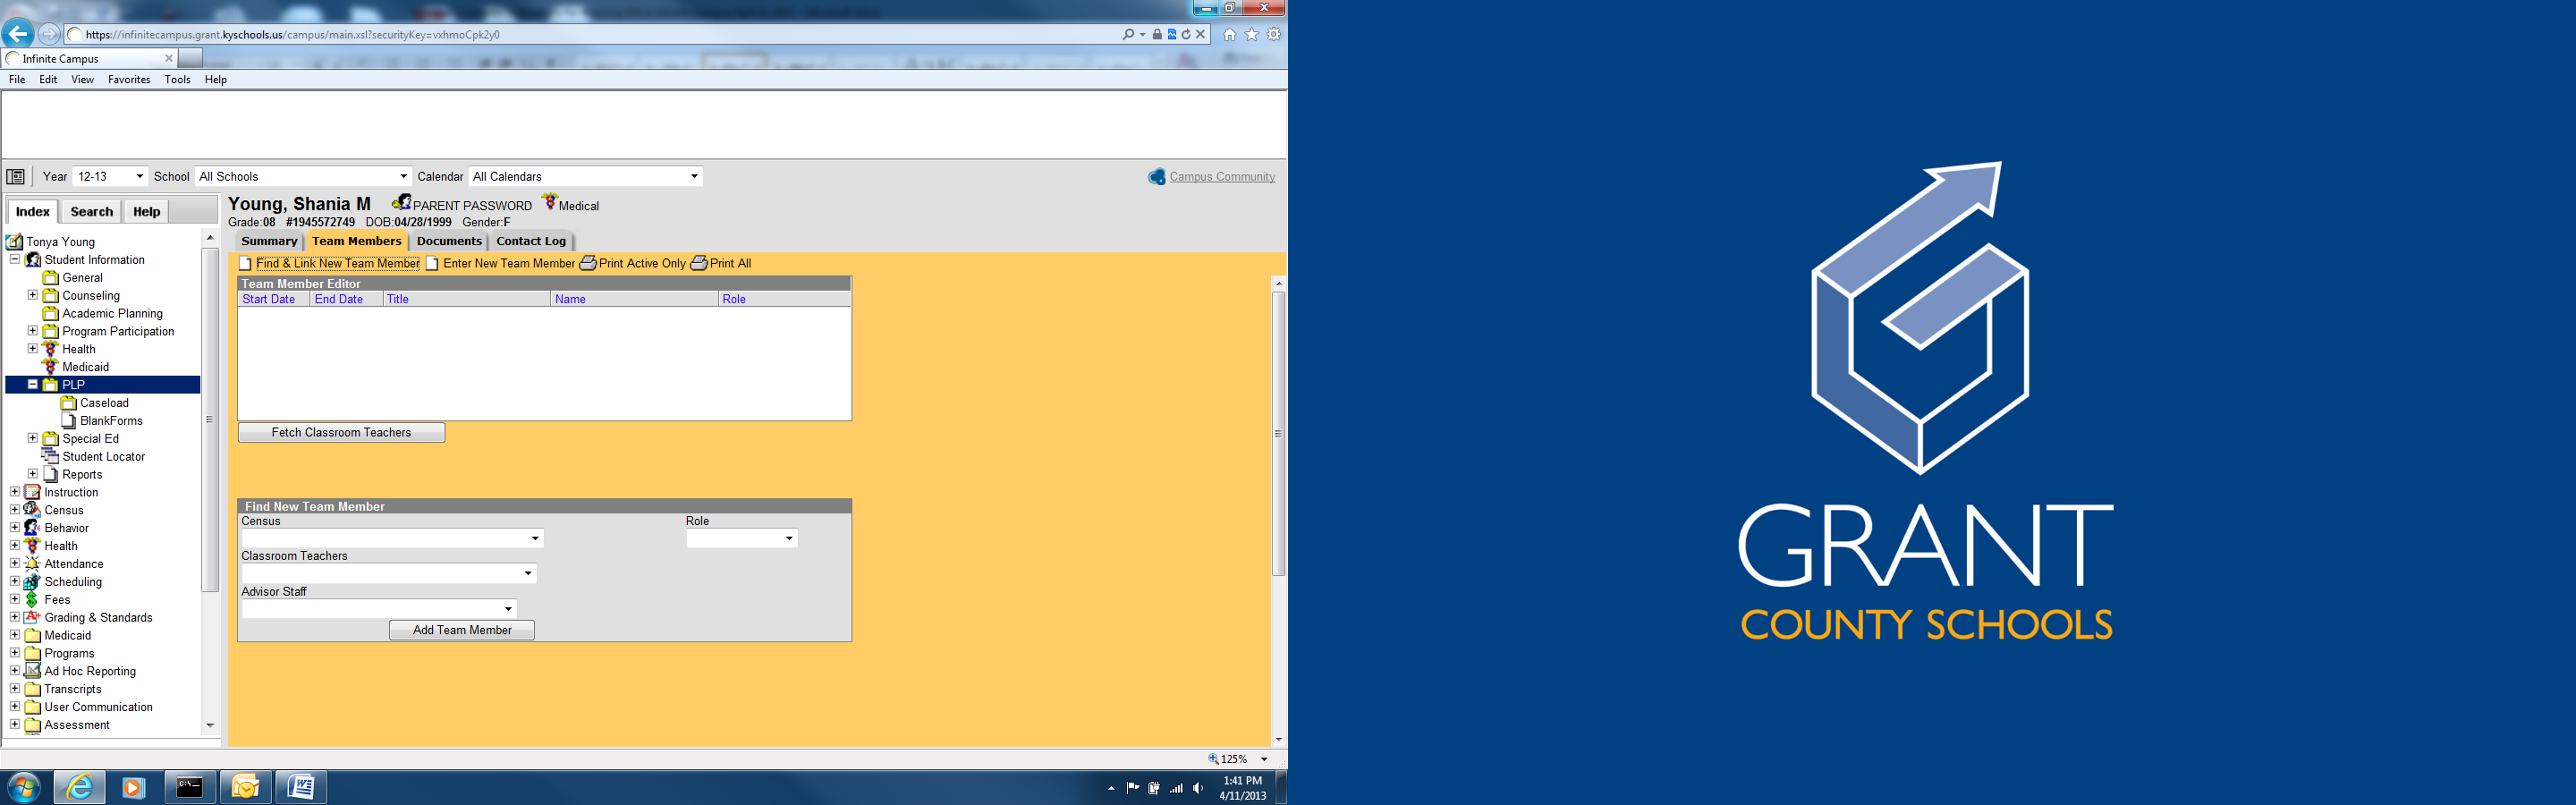 https://infinitecampus.grant.kyschools.us/campus/main.xsl?securityKey=vxhmoCpk2y0
Infinite Campus
File Edit View Favorites Tools Help
Year 12-13 School All Schools Calendar All Calendars Campus Community
Index Search Help
Young, Shania M PARENT PASSWORD Medical
Grade:08 #1945572749 DOB:04/28/1999 Gender:F
Summary Team Members Documents Contact Log
Find & Link New Team Member Enter New Team Member Print Active Only Print All
Team Member Editor
Start Date End Date Title Name Role
Fetch Classroom Teachers
Find New Team Member
Census Role
Classroom Teachers
Advisor Staff
Add Team Member
Tonya Young
Student Information
General
Counseling
Academic Planning
Program Participation
Health
Medicaid
PLP
Caseload
BlankForms
Special Ed
Student Locator
Reports
Instruction
Census
Behavior
Health
Attendance
Scheduling
Fees
Grading & Standards
Medicaid
Programs
Ad Hoc Reporting
Transcripts
User Communication
Assessment
125%
1:41 PM
4/11/2013
GRANT
COUNTY SCHOOLS